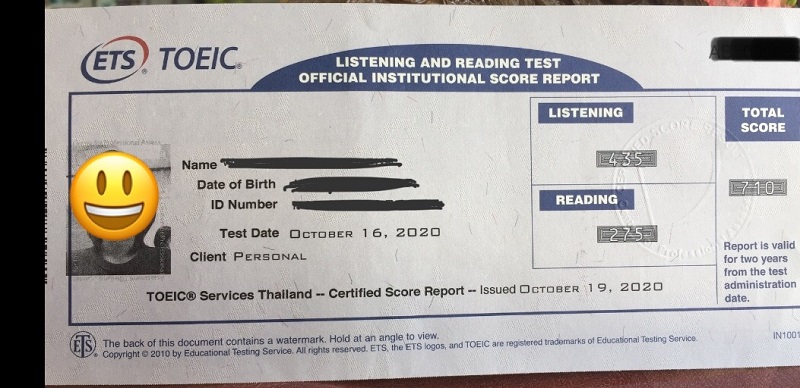 ETS® TOEIC®
LISTENING AND READING TEST
OFFICIAL INSTITUTIONAL SCORE REPORT
Name
Date of Birth
ID Number
Test Date OCTOBER 16, 2020
Client PERSONAL
LISTENING
435
READING
275
TOTAL
SCORE
710
Report is valid
for two years
from the test
administration
date.
TOEIC® Services Thailand -- Certified Score Report -- Issued OCTOBER 19, 2020
ETS®
The back of this document contains a watermark. Hold at an angle to view.
Copyright © 2010 by Educational Testing Service. All rights reserved. ETS, the ETS logos, and TOEIC are registered trademarks of Educational Testing Service.
IN1001